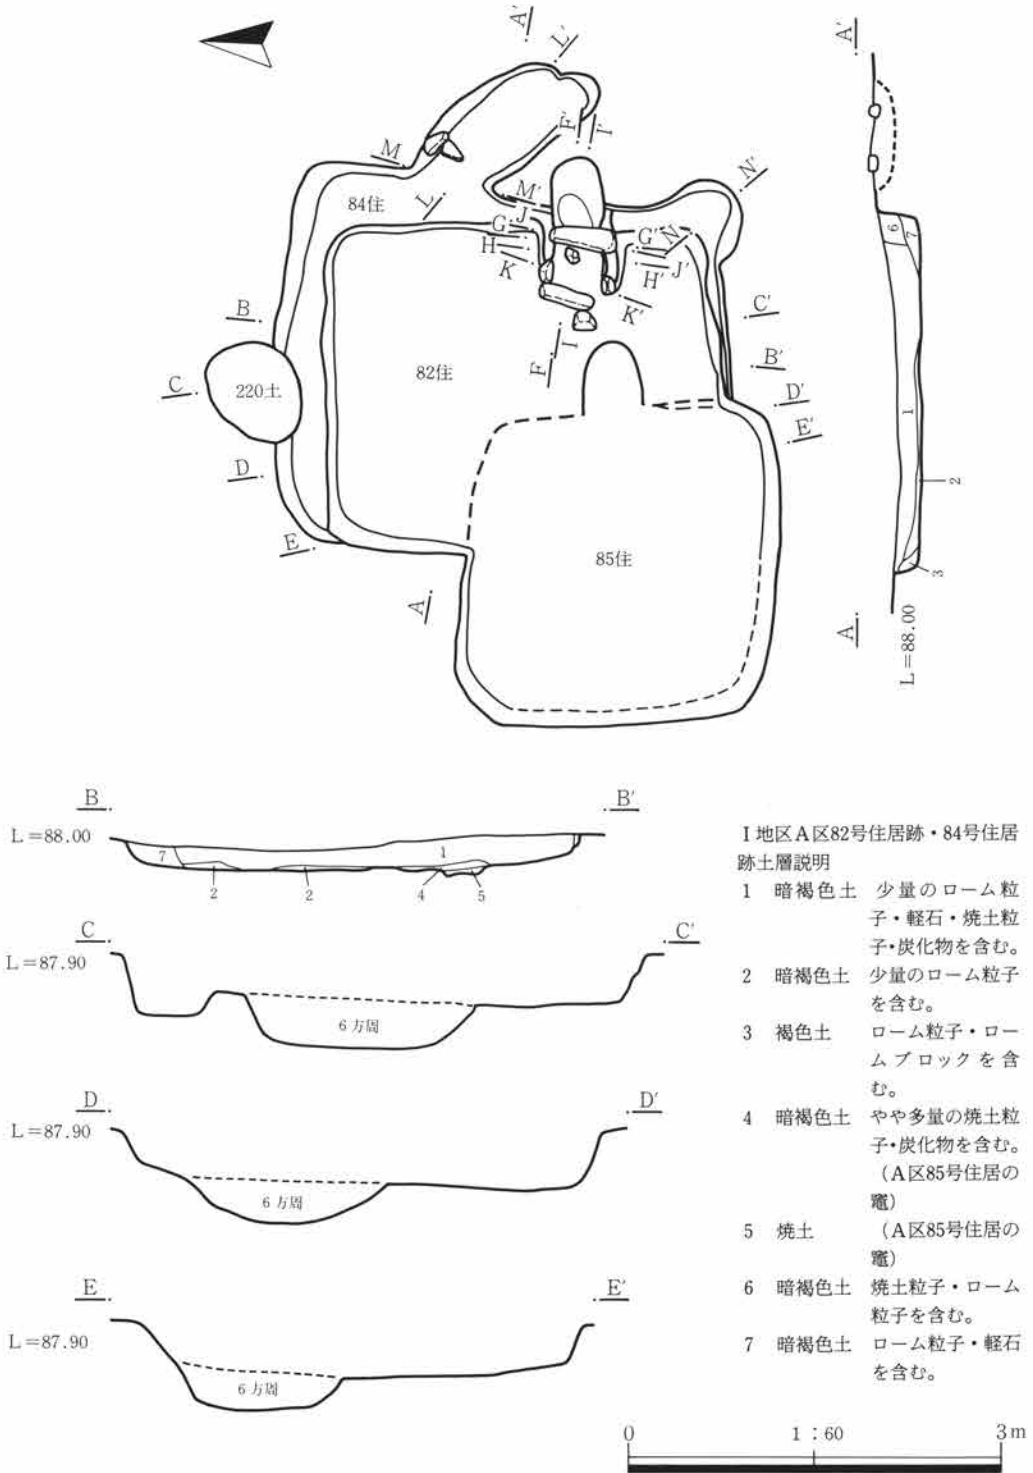 A′
L′
F′
I′
M
N′
84住
L
M′
J
G
H
K
G′
N
H′
J′
K′
B
C′
I
F
B′
82住
C
220土
D′
E′
D
E
85住
A
A′
6
7
1
2
3
A
L=88.00
B
B′
L=88.00
7
1
2
2
4
5
C
C′
L=87.90
6方周
D
D′
L=87.90
6方周
E
E′
L=87.90
6方周
I地区A区82号住居跡・84号住居
跡土層説明
1 暗褐色土 少量のローム粒
子・軽石・焼土粒
子・炭化物を含む。
2 暗褐色土 少量のローム粒子
を含む。
3 褐色土 ローム粒子・ロー
ムブロックを含
む。
4 暗褐色土 やや多量の焼土粒
子・炭化物を含む。
(A区85号住居の
竈)
5 焼土 (A区85号住居の
竈)
6 暗褐色土 焼土粒子・ローム
粒子を含む。
7 暗褐色土 ローム粒子・軽石
を含む。
0 1:60 3m